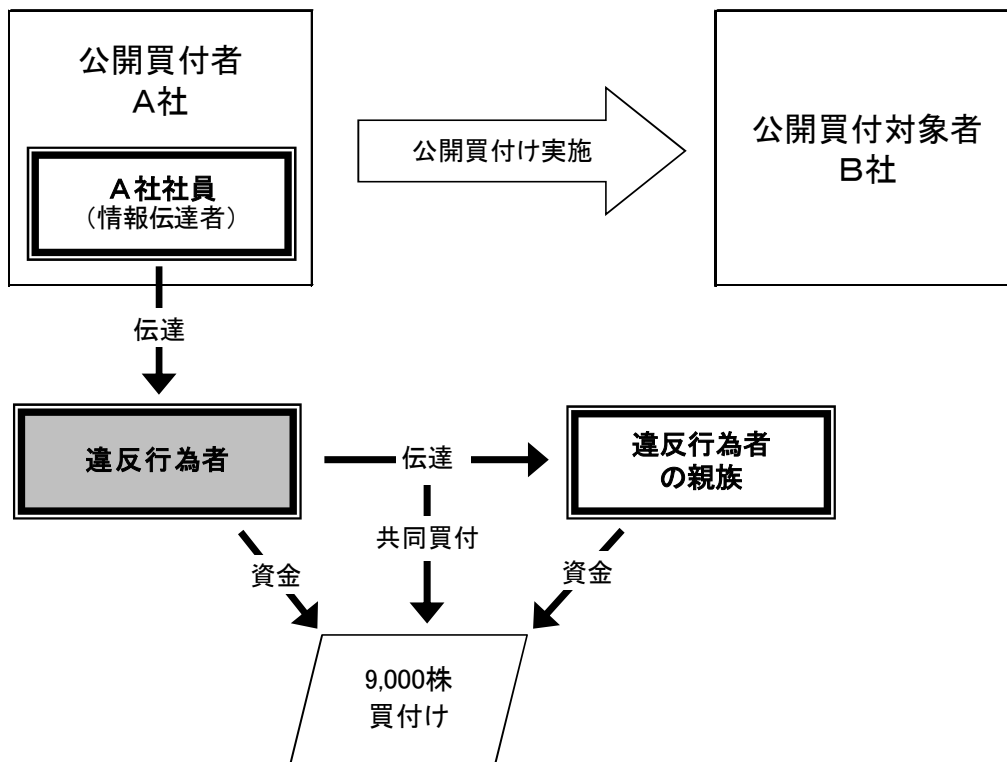 公開買付者
A社
A社社員
（情報伝達者）
公開買付け実施
公開買付対象者
B社
伝達
違反行為者
伝達
違反行為者
の親族
共同買付
資金
資金
9,000株
買付け